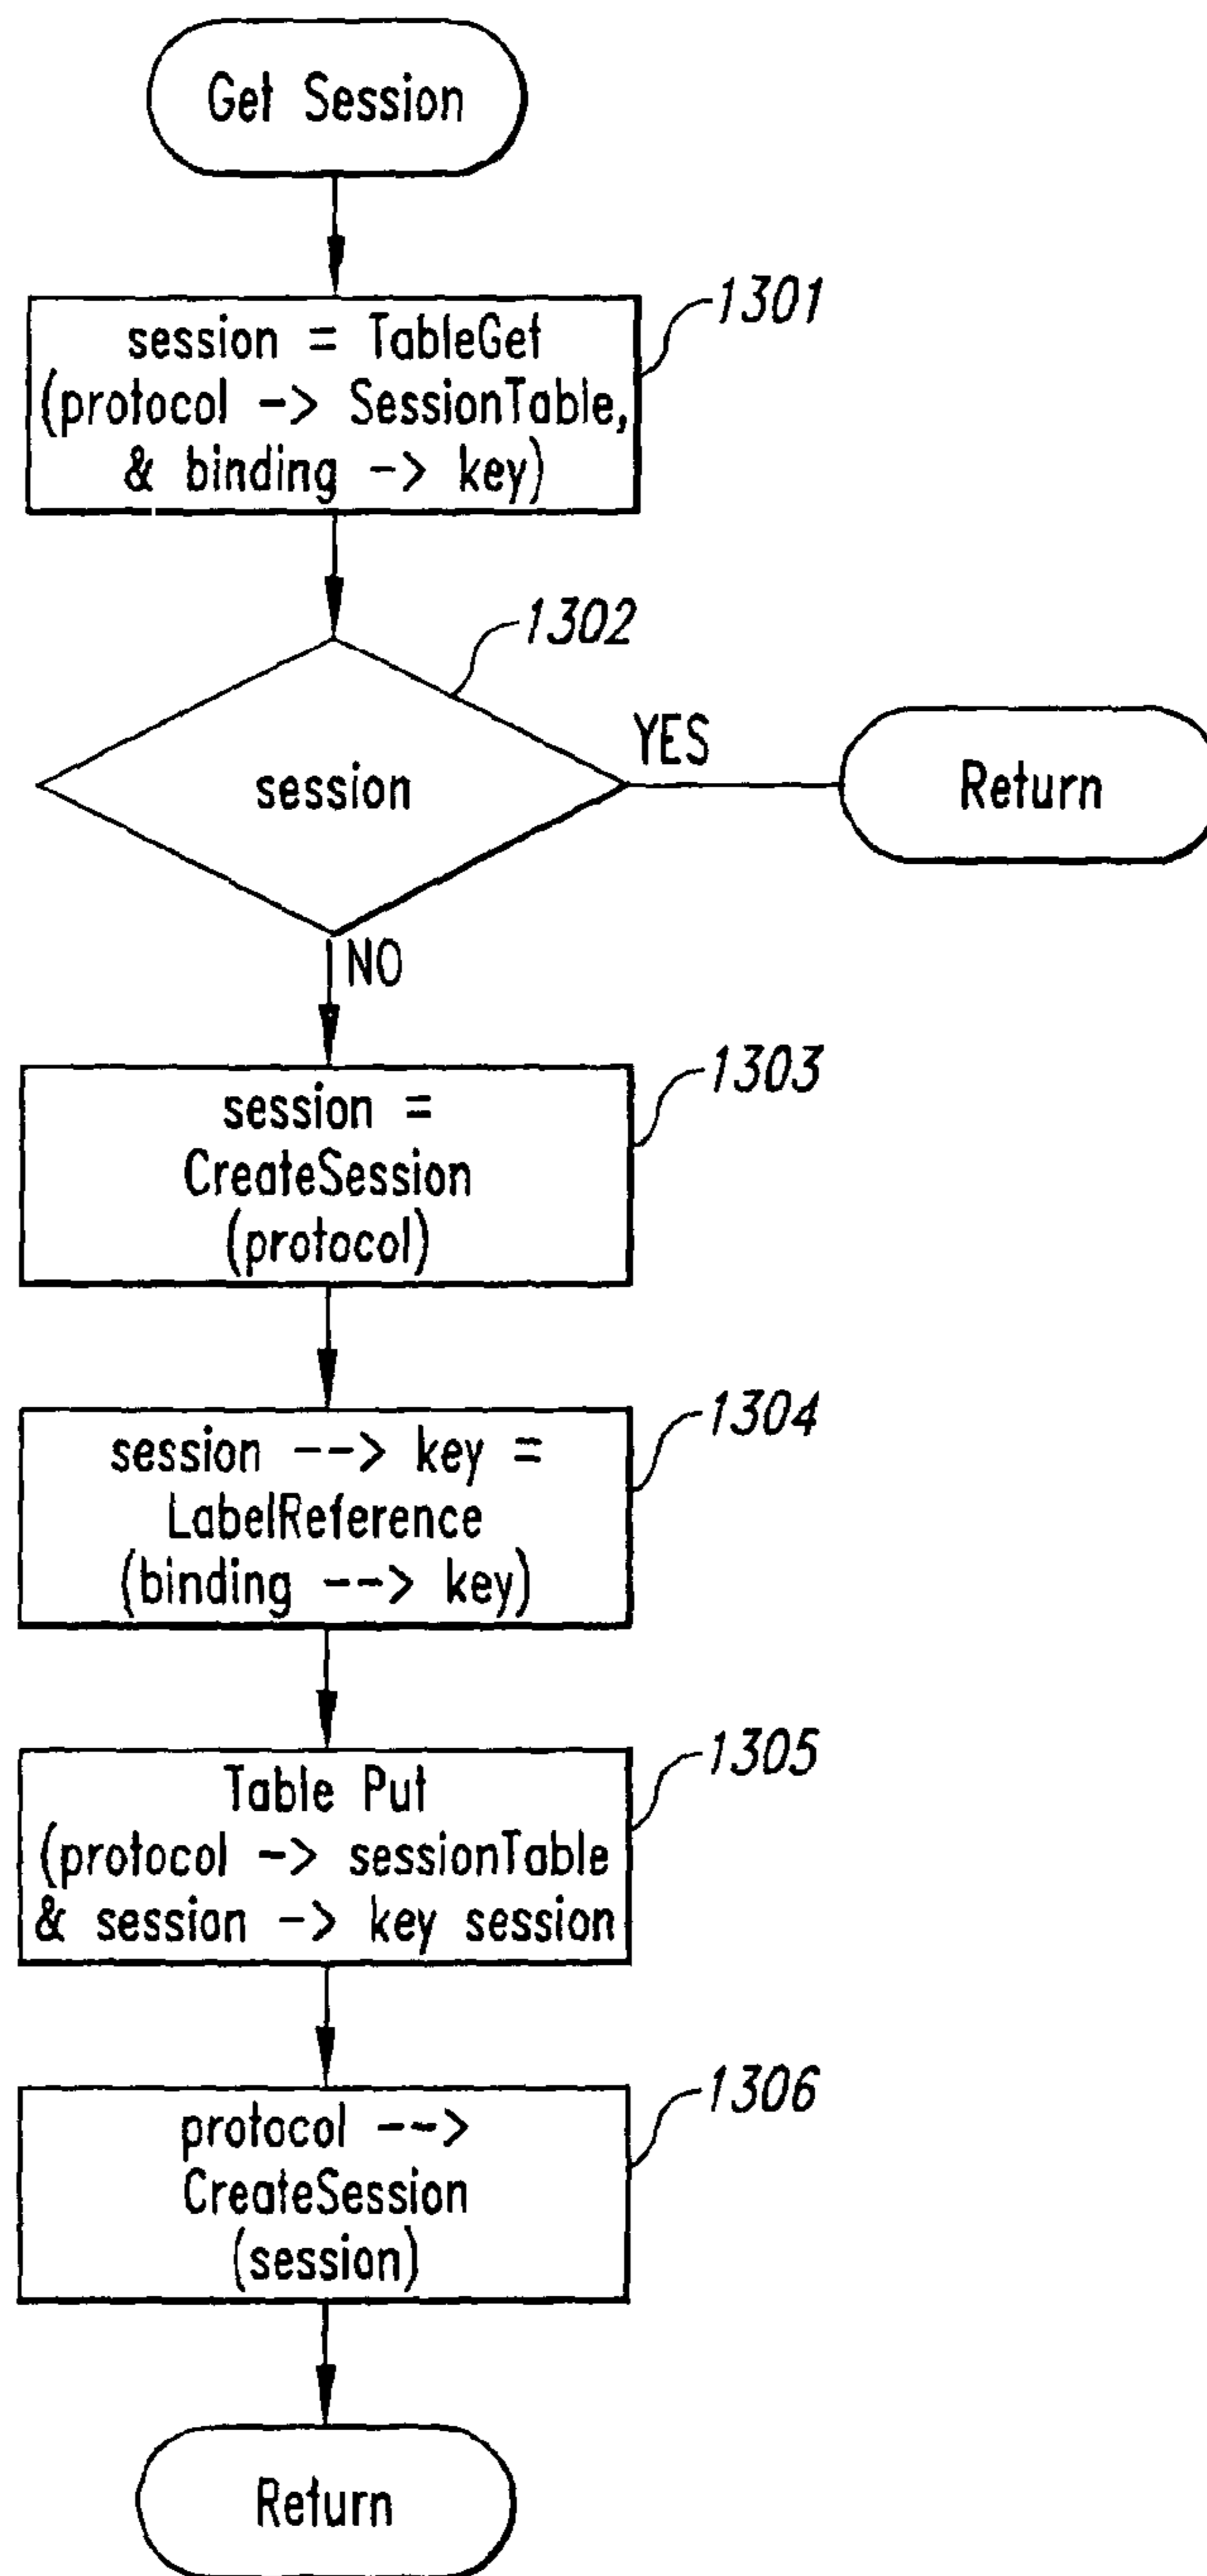 Get Session
1301
session = TableGet
(protocol -> SessionTable,
& binding -> key)
1302
session
YES
Return
NO
1303
session =
CreateSession
(protocol)
1304
session --> key =
LabelReference
(binding --> key)
1305
Table Put
(protocol -> sessionTable
& session -> key session
1306
protocol -->
CreateSession
(session)
Return